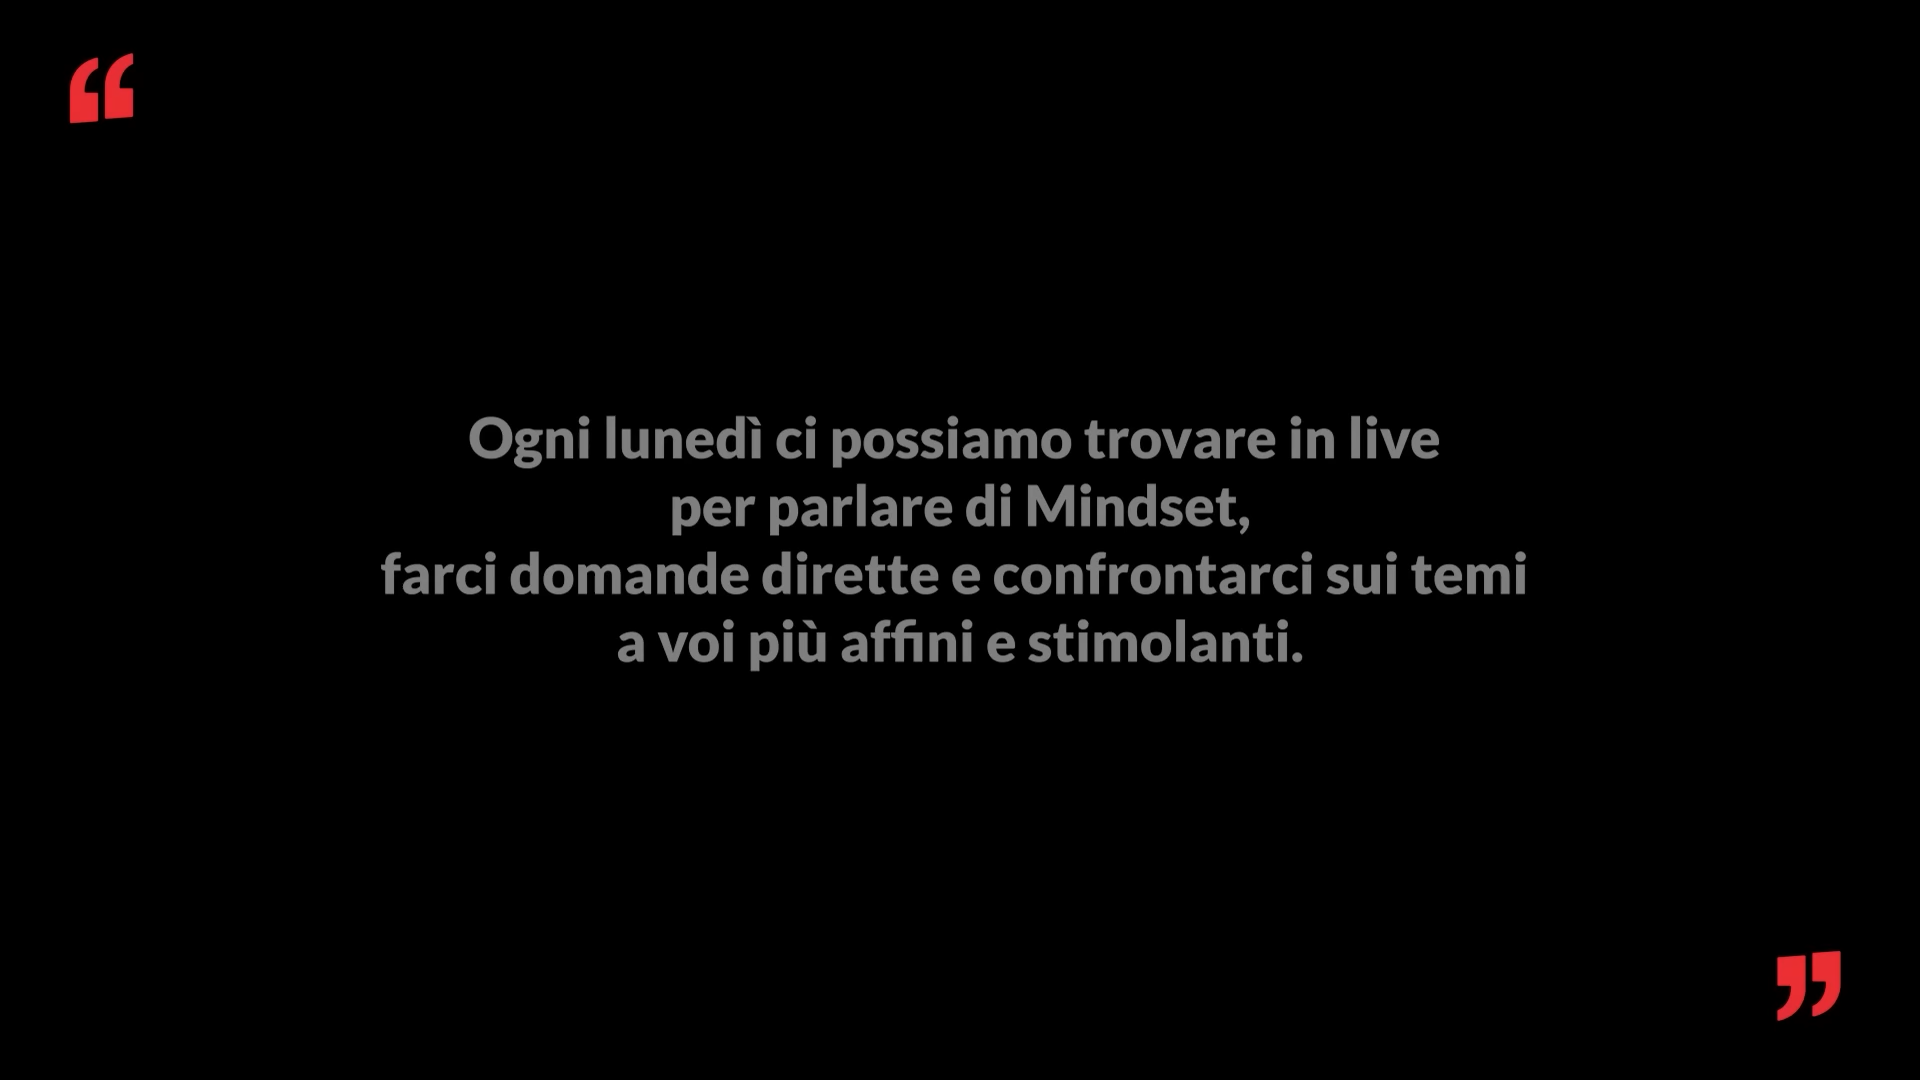 “
Ogni lunedì ci possiamo trovare in live
per parlare di Mindset,
farci domande dirette e confrontarci sui temi
a voi più affini e stimolanti.
”